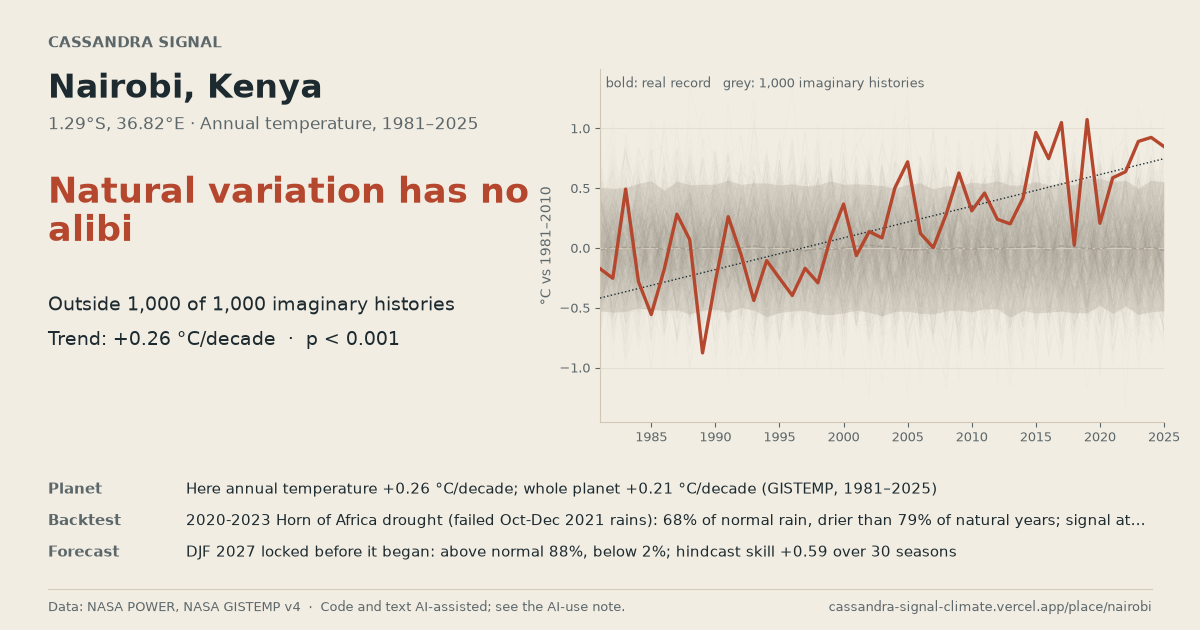 CASSANDRA SIGNAL
Nairobi, Kenya
1.29°S, 36.82°E · Annual temperature, 1981–2025
Natural variation has no
alibi
Outside 1,000 of 1,000 imaginary histories
Trend: +0.26 °C/decade · p < 0.001
bold: real record grey: 1,000 imaginary histories
°C vs 1981–2010
1.0
0.5
0.0
−0.5
−1.0
1985 1990 1995 2000 2005 2010 2015 2020 2025
Planet Here annual temperature +0.26 °C/decade; whole planet +0.21 °C/decade (GISTEMP, 1981–2025)
Backtest 2020-2023 Horn of Africa drought (failed Oct-Dec 2021 rains): 68% of normal rain, drier than 79% of natural years; signal at…
Forecast DJF 2027 locked before it began: above normal 88%, below 2%; hindcast skill +0.59 over 30 seasons
Data: NASA POWER, NASA GISTEMP v4 · Code and text AI-assisted; see the AI-use note.
cassandra-signal-climate.vercel.app/place/nairobi